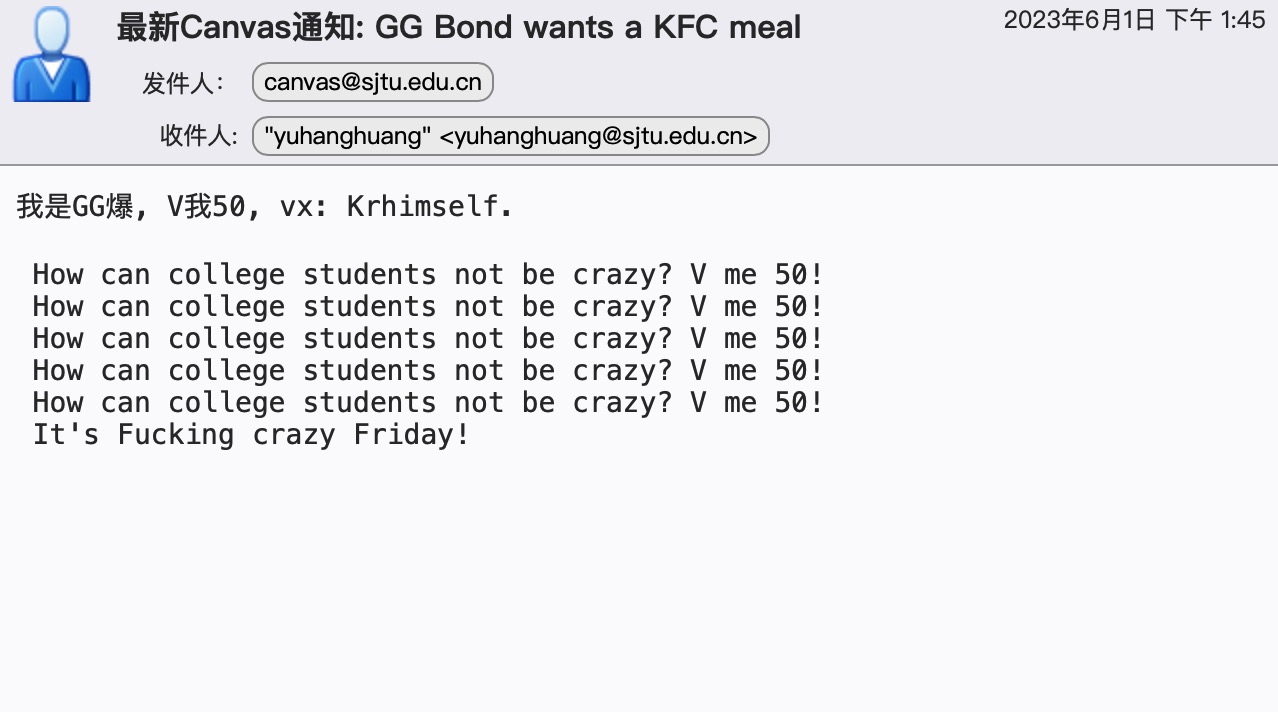 最新Canvas通知: GG Bond wants a KFC meal
2023年6月1日 下午 1:45
发件人: canvas@sjtu.edu.cn
收件人: "yuhanghuang" <yuhanghuang@sjtu.edu.cn>
我是GG爆, V我50, vx: Krhimself.
How can college students not be crazy? V me 50!
How can college students not be crazy? V me 50!
How can college students not be crazy? V me 50!
How can college students not be crazy? V me 50!
How can college students not be crazy? V me 50!
It's Fucking crazy Friday!